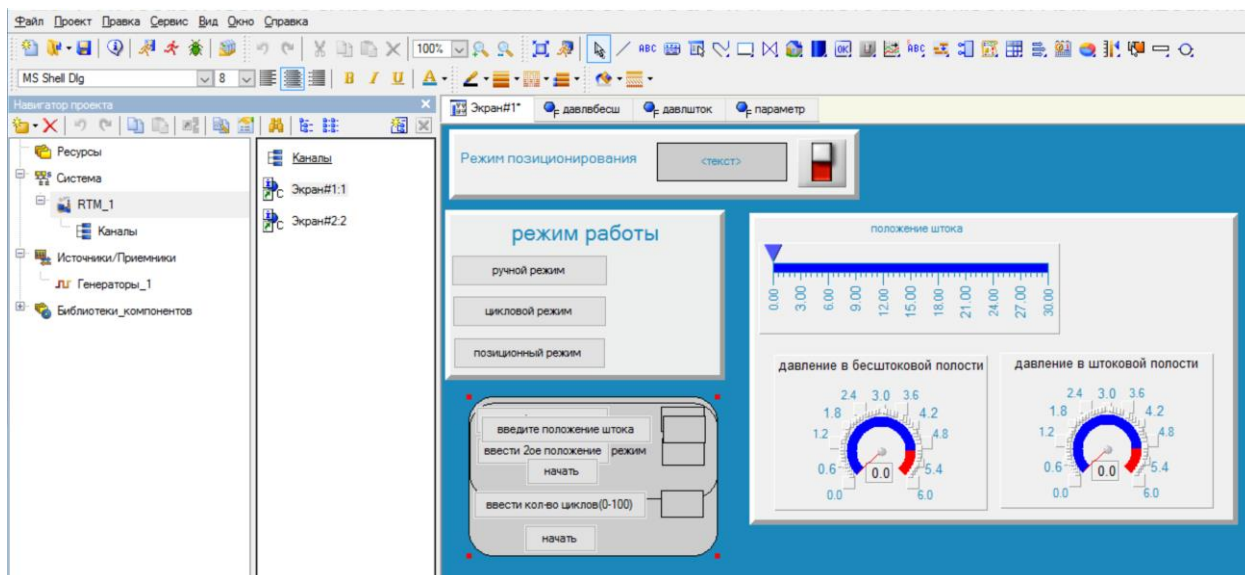 Файл Проект Правка Сервис Вид Окно Справка
100%
ABC
OK
ABC
MS Shell Dlg
8
B I U A
Навигатор проекта
Ресурсы
Система
RTM_1
Каналы
Источники/Приемники
Генераторы_1
Библиотеки_компонентов
Каналы
Экран#1:1
Экран#2:2
Экран#1*
давлвбесш
давлшток
параметр
Режим позиционирования
<текст>
режим работы
ручной режим
цикловой режим
позиционный режим
введите положение штока
ввести 2ое положение режим
начать
ввести кол-во циклов(0-100)
начать
положение штока
0.00 3.00 6.00 9.00 12.00 15.00 18.00 21.00 24.00 27.00 30.00
давление в бесштоковой полости
0.0 0.6 1.2 1.8 2.4 3.0 3.6 4.2 4.8 5.4 6.0
0.0
давление в штоковой полости
0.0 0.6 1.2 1.8 2.4 3.0 3.6 4.2 4.8 5.4 6.0
0.0